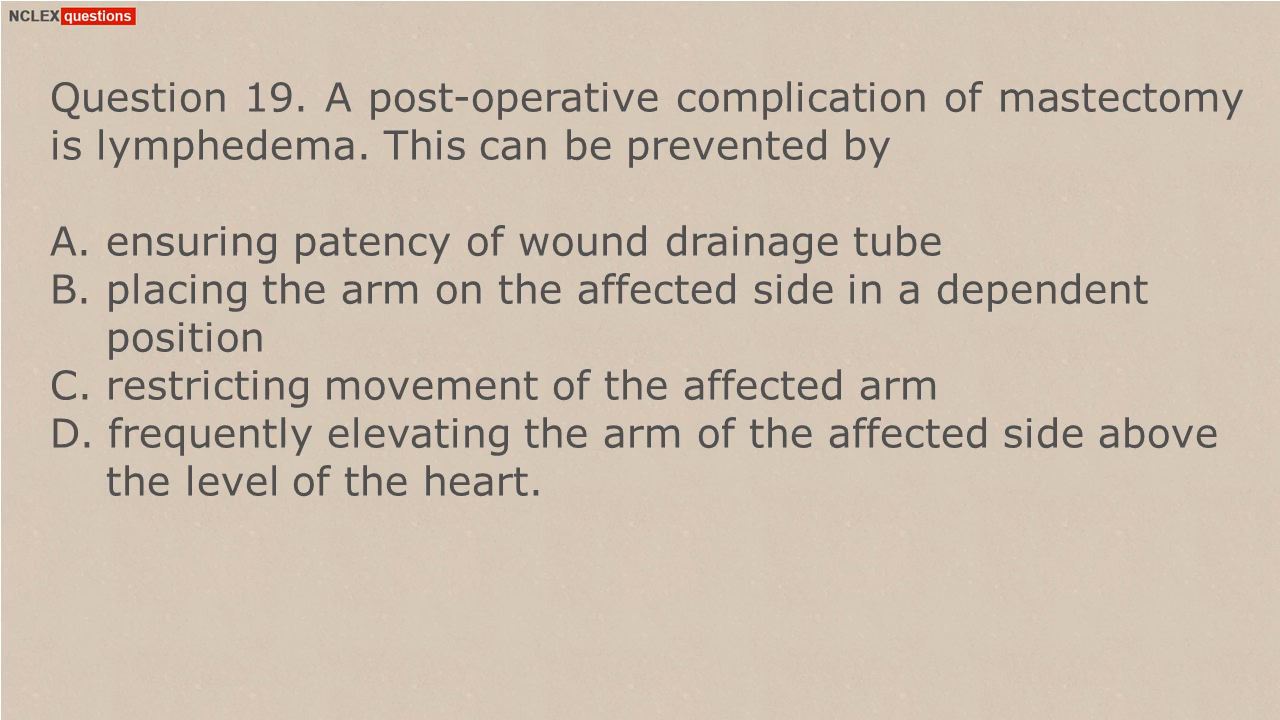 NCLEX questions
Question 19. A post-operative complication of mastectomy
is lymphedema. This can be prevented by
A. ensuring patency of wound drainage tube
B. placing the arm on the affected side in a dependent
position
C. restricting movement of the affected arm
D. frequently elevating the arm of the affected side above
the level of the heart.